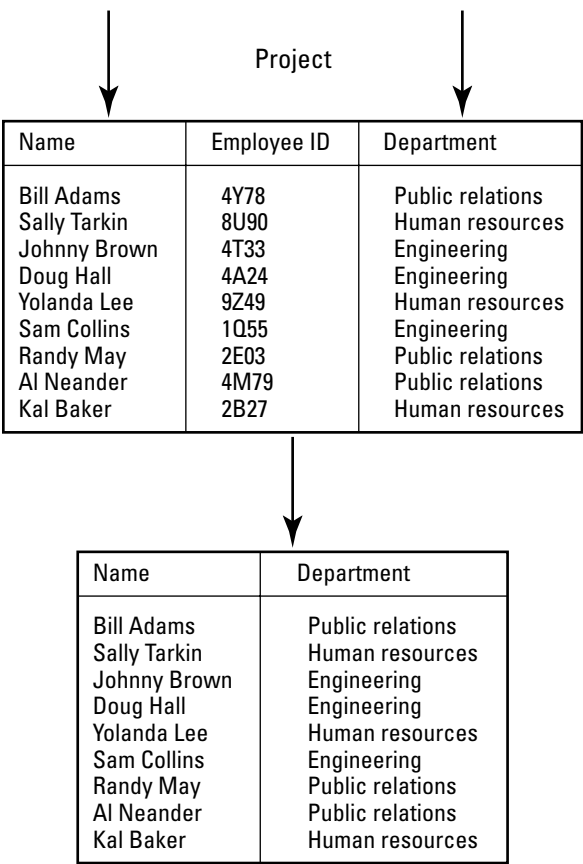 Project
Name Employee ID Department
Bill Adams 4Y78 Public relations
Sally Tarkin 8U90 Human resources
Johnny Brown 4T33 Engineering
Doug Hall 4A24 Engineering
Yolanda Lee 9Z49 Human resources
Sam Collins 1Q55 Engineering
Randy May 2E03 Public relations
Al Neander 4M79 Public relations
Kal Baker 2B27 Human resources
Name Department
Bill Adams Public relations
Sally Tarkin Human resources
Johnny Brown Engineering
Doug Hall Engineering
Yolanda Lee Human resources
Sam Collins Engineering
Randy May Public relations
Al Neander Public relations
Kal Baker Human resources